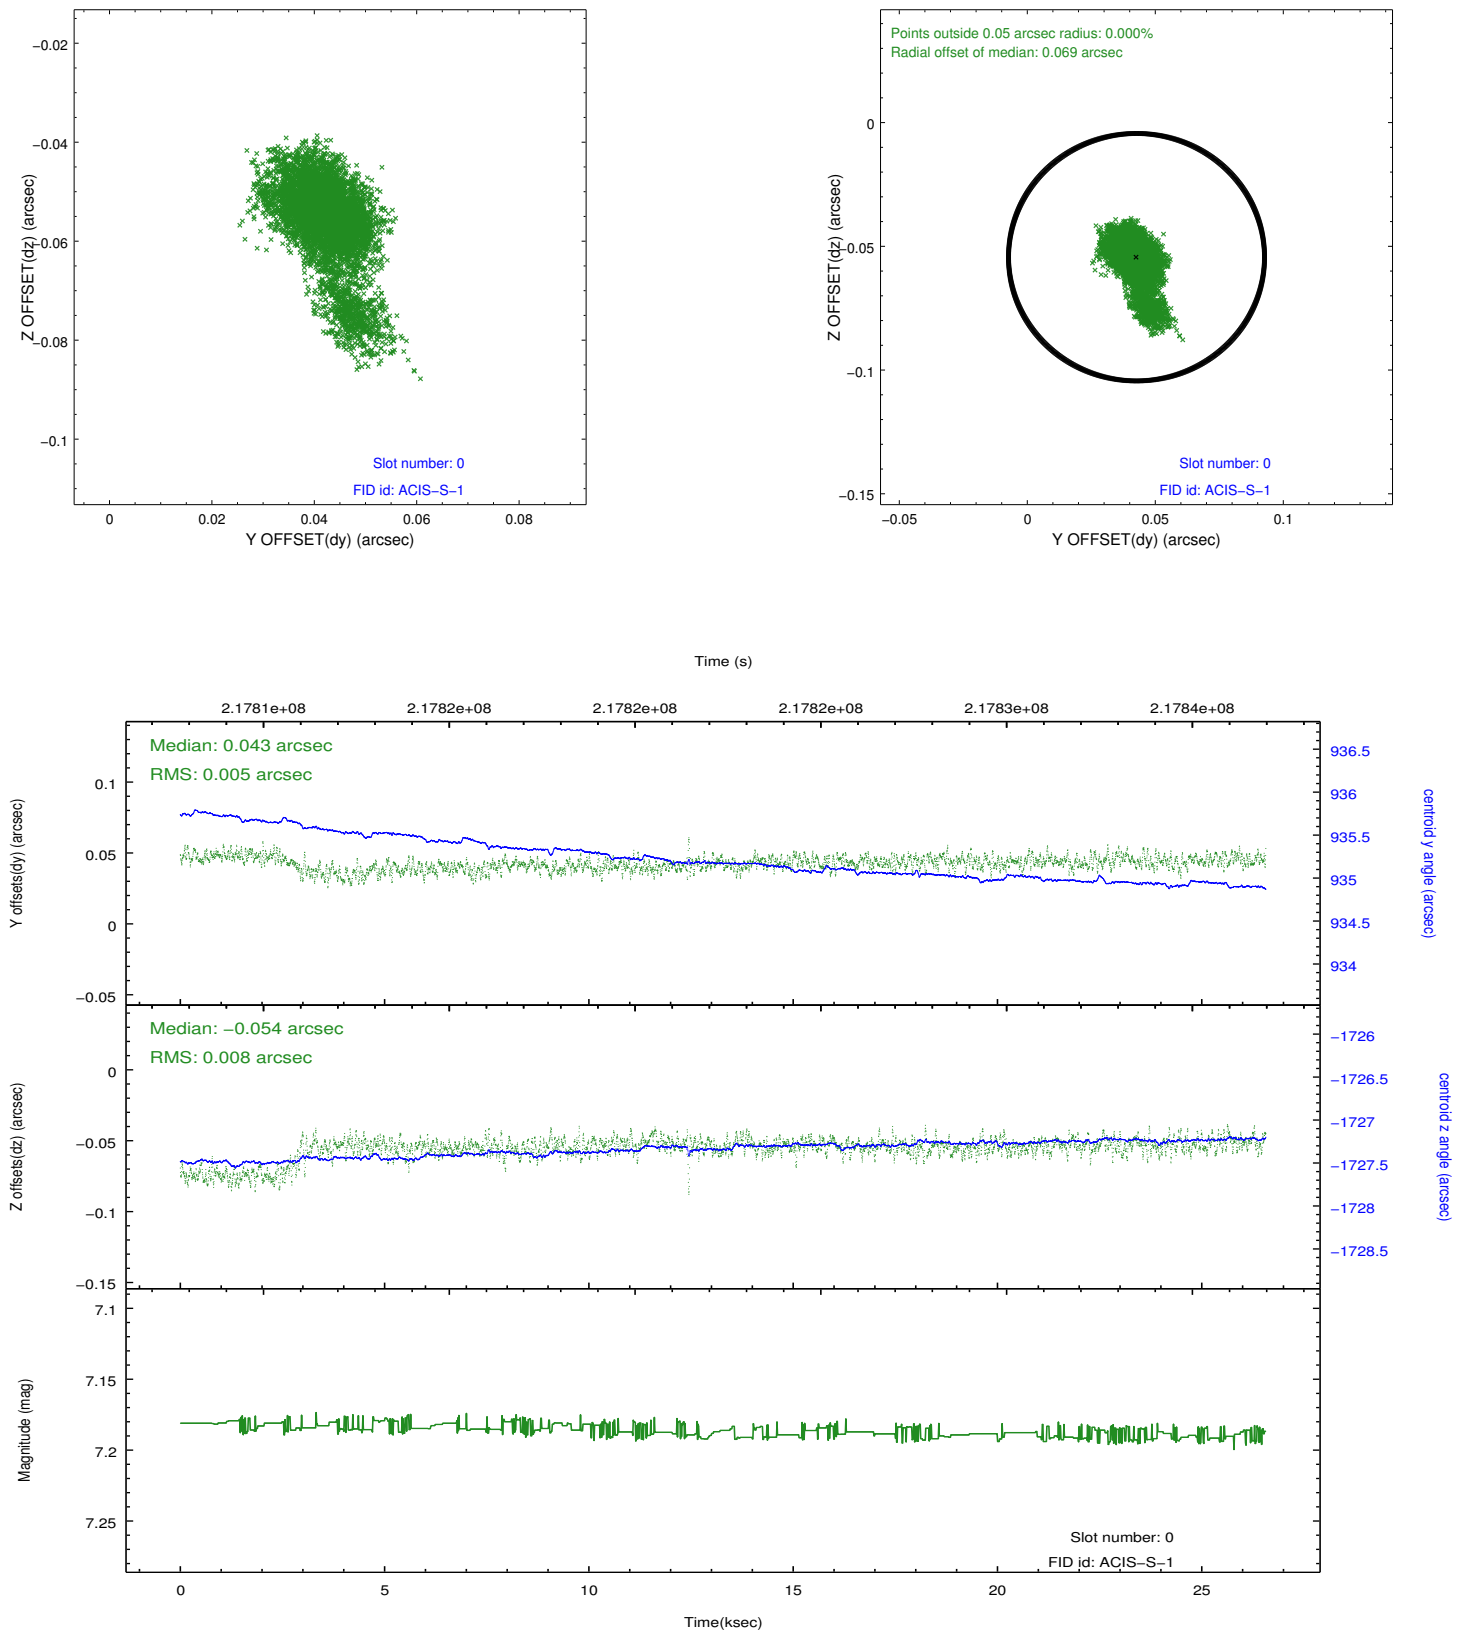 −0.02
−0.04
−0.06
−0.08
−0.1
Z OFFSET(dz) (arcsec)
Slot number: 0
FID id: ACIS−S−1
0 0.02 0.04 0.06 0.08
Y OFFSET(dy) (arcsec)
Points outside 0.05 arcsec radius: 0.000%
Radial offset of median: 0.069 arcsec
0
−0.05
−0.1
−0.15
Z OFFSET(dz) (arcsec)
Slot number: 0
FID id: ACIS−S−1
−0.05 0 0.05 0.1
Y OFFSET(dy) (arcsec)
Time (s)
2.1781e+08 2.1782e+08 2.1782e+08 2.1782e+08 2.1783e+08 2.1784e+08
Median: 0.043 arcsec
RMS: 0.005 arcsec
0.1
0.05
0
−0.05
Y offsets(dy) (arcsec)
936.5
936
935.5
935
934.5
934
centroid y angle (arcsec)
Median: −0.054 arcsec
RMS: 0.008 arcsec
0
−0.05
−0.1
−0.15
Z offsets(dz) (arcsec)
−1726
−1726.5
−1727
−1727.5
−1728
−1728.5
centroid z angle (arcsec)
7.1
7.15
7.2
7.25
Magnitude (mag)
Slot number: 0
FID id: ACIS−S−1
0 5 10 15 20 25
Time(ksec)